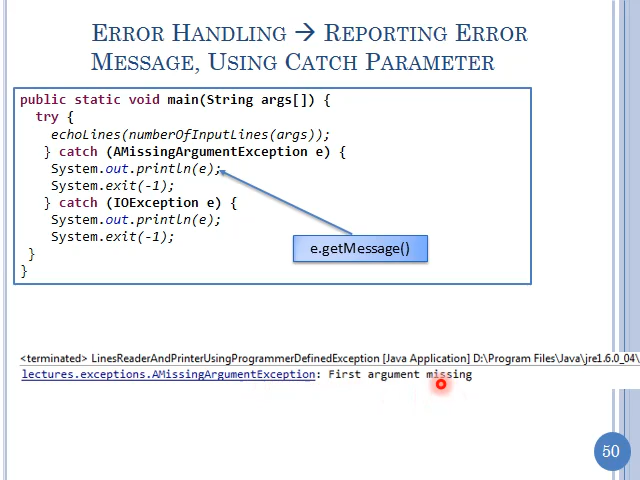 ERROR HANDLING → REPORTING ERROR
MESSAGE, USING CATCH PARAMETER
public static void main(String args[]) {
try {
echoLines(numberOfInputLines(args));
} catch (AMissingArgumentException e) {
System.out.println(e);
System.exit(-1);
} catch (IOException e) {
System.out.println(e);
System.exit(-1);
}
}
e.getMessage()
<terminated> LinesReaderAndPrinterUsingProgrammerDefinedException [Java Application] D:\Program Files\Java\jre1.6.0_04\
lectures.exceptions.AMissingArgumentException: First argument missing
50